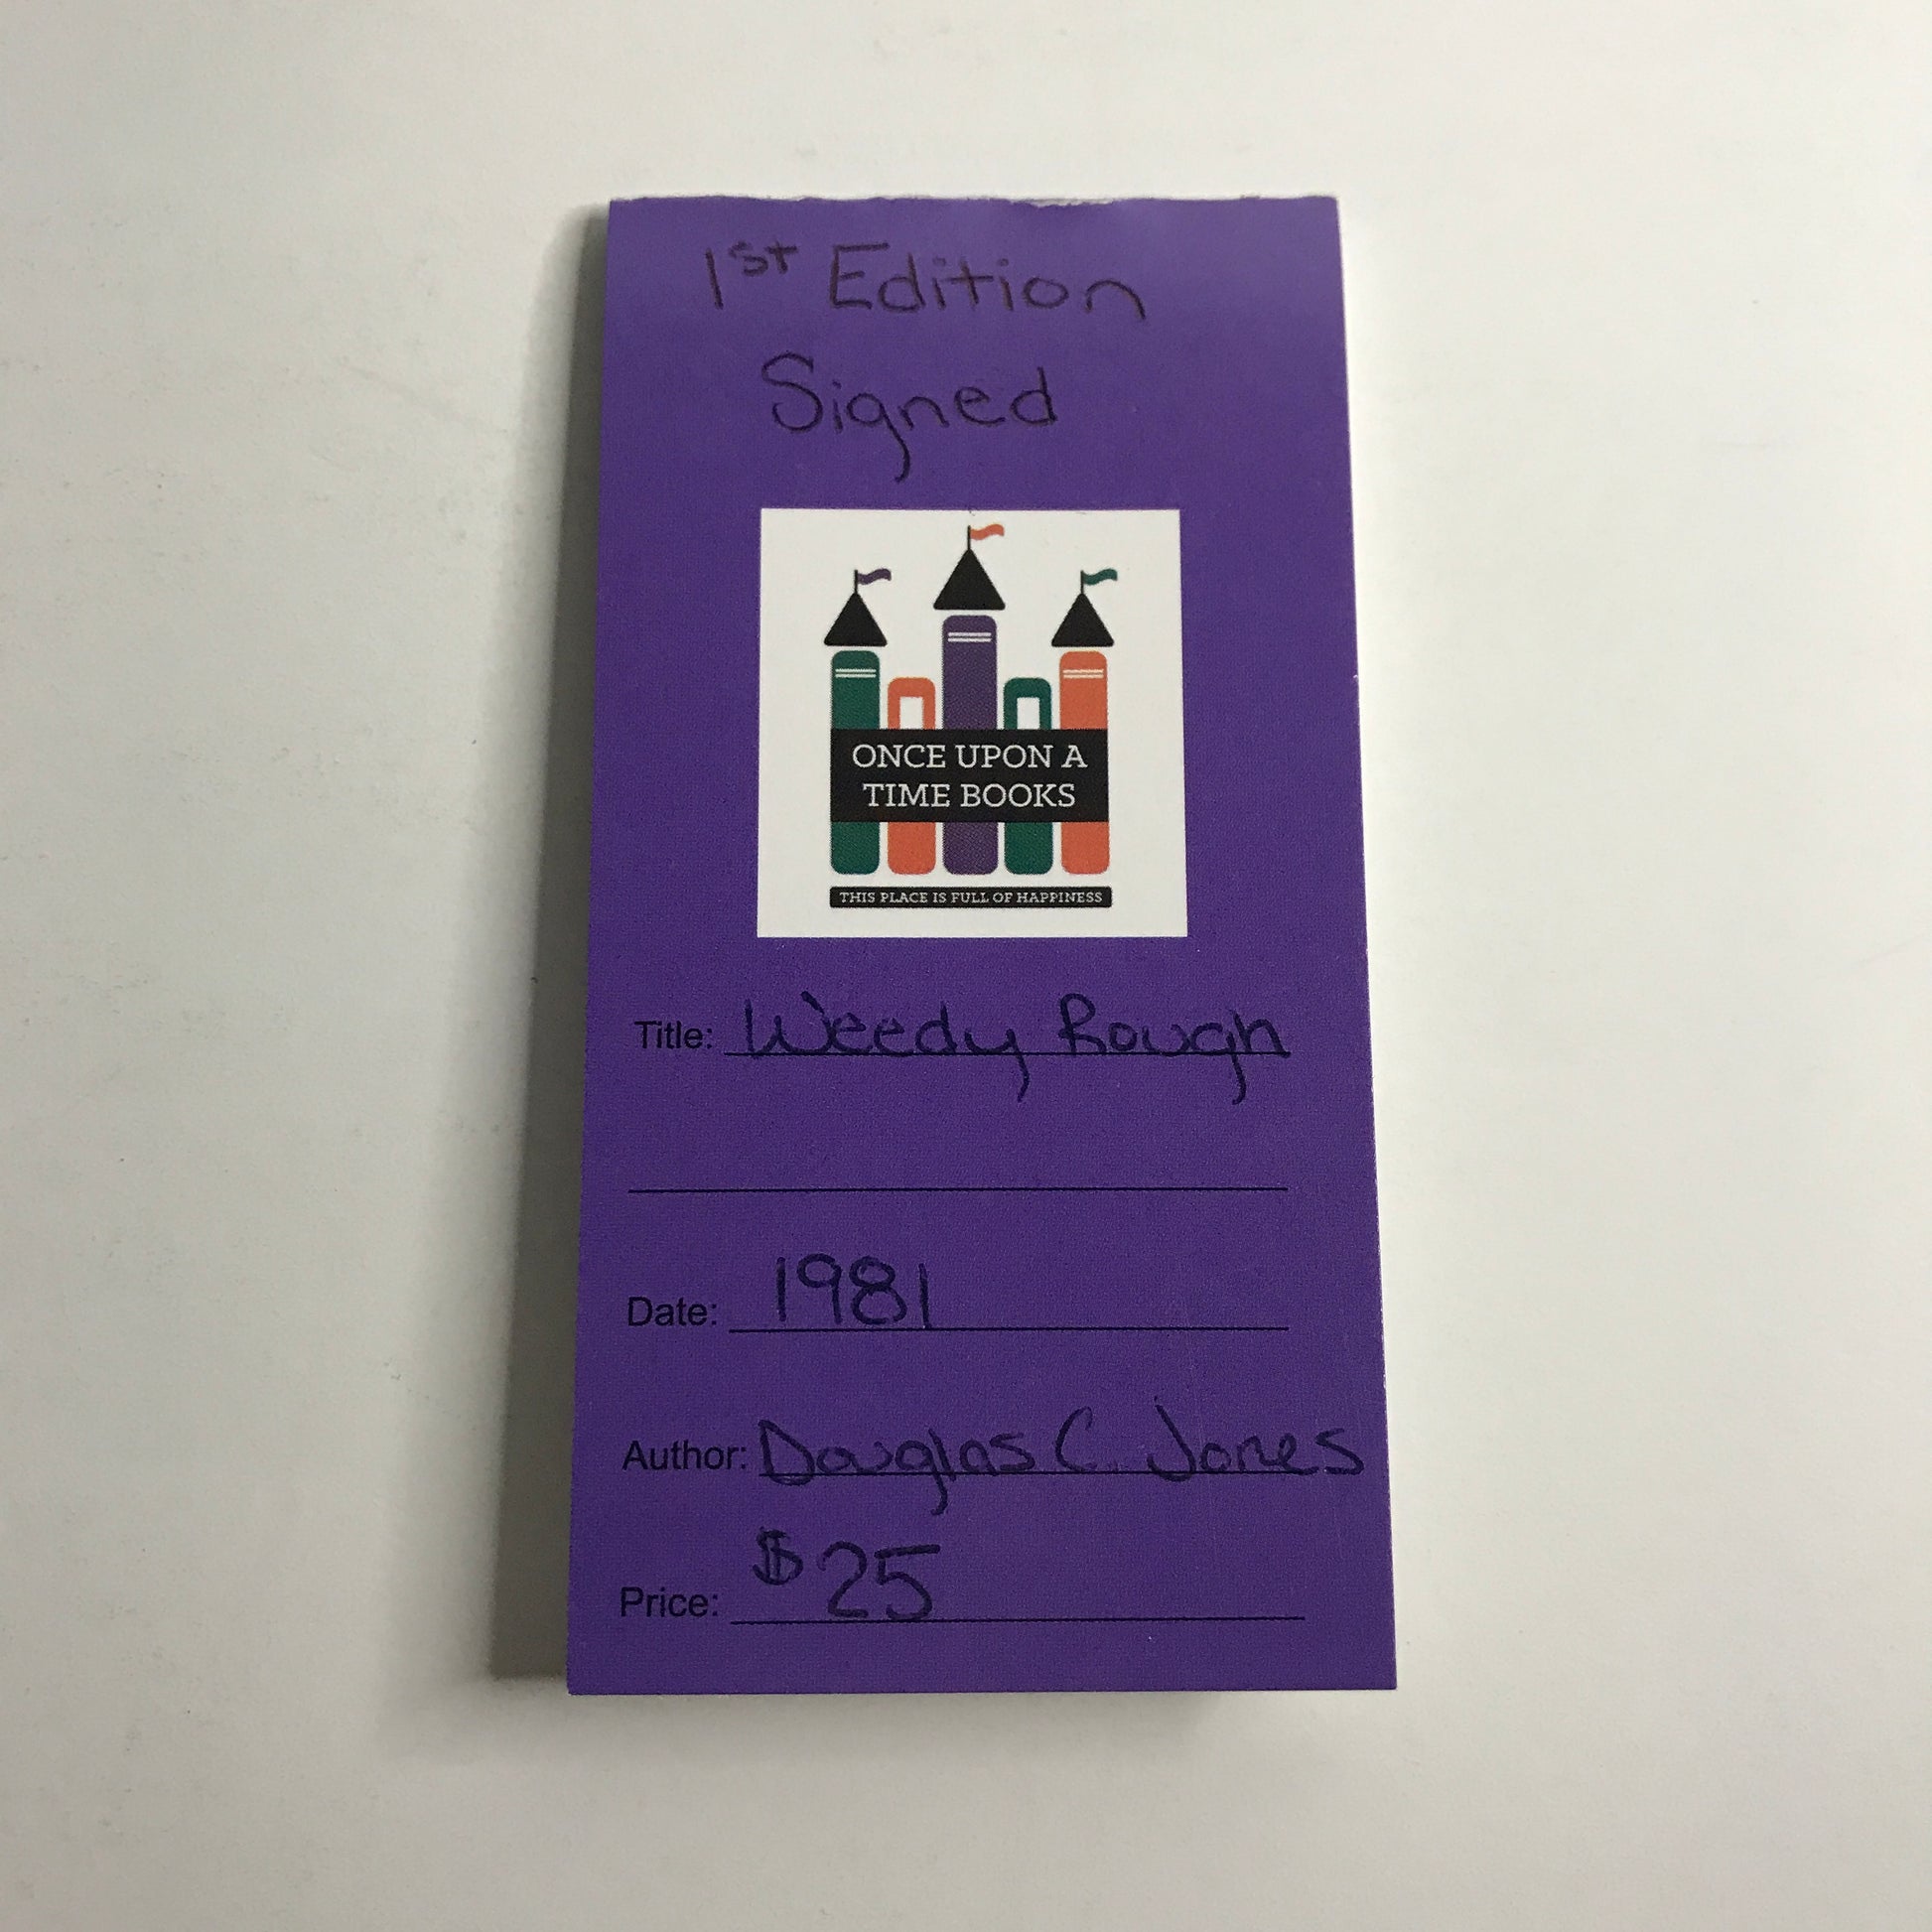 1st Edition
Signed
ONCE UPON A
TIME BOOKS
THIS PLACE IS FULL OF HAPPINESS
Title: Weedy Rough
Date: 1981
Author: Douglas C. Jones
Price: $25